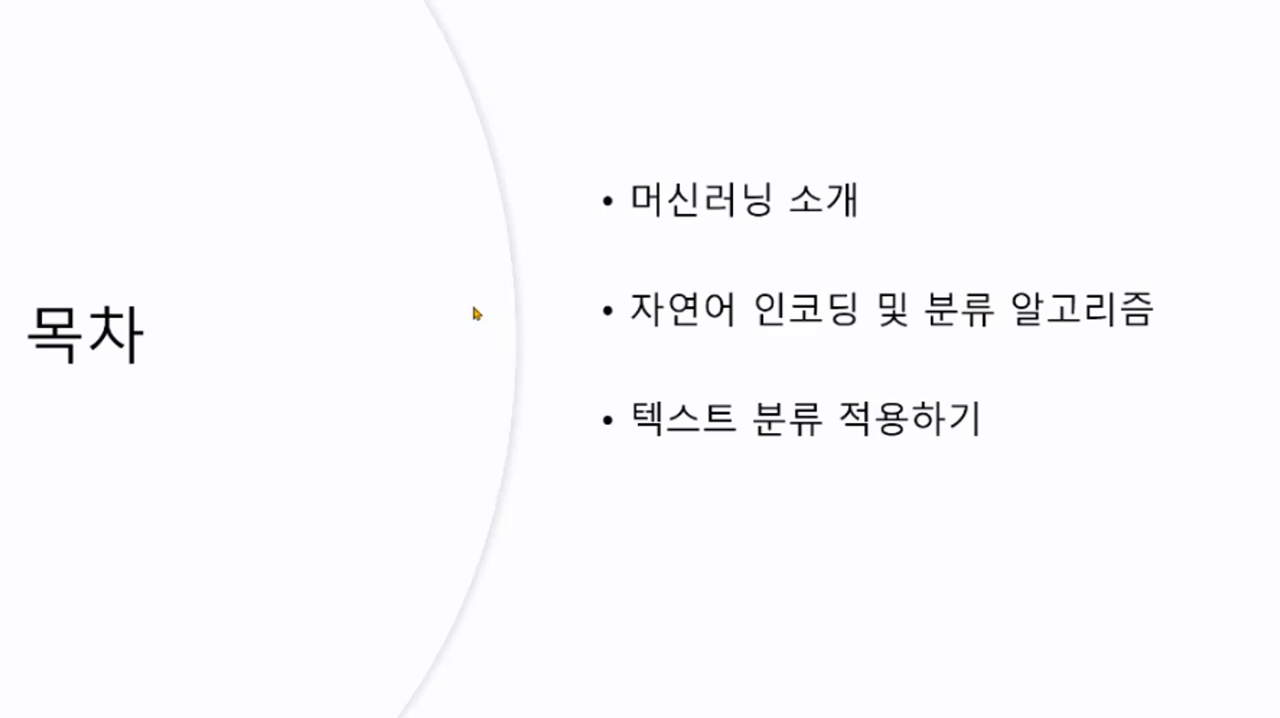 목차
• 머신러닝 소개
• 자연어 인코딩 및 분류 알고리즘
• 텍스트 분류 적용하기